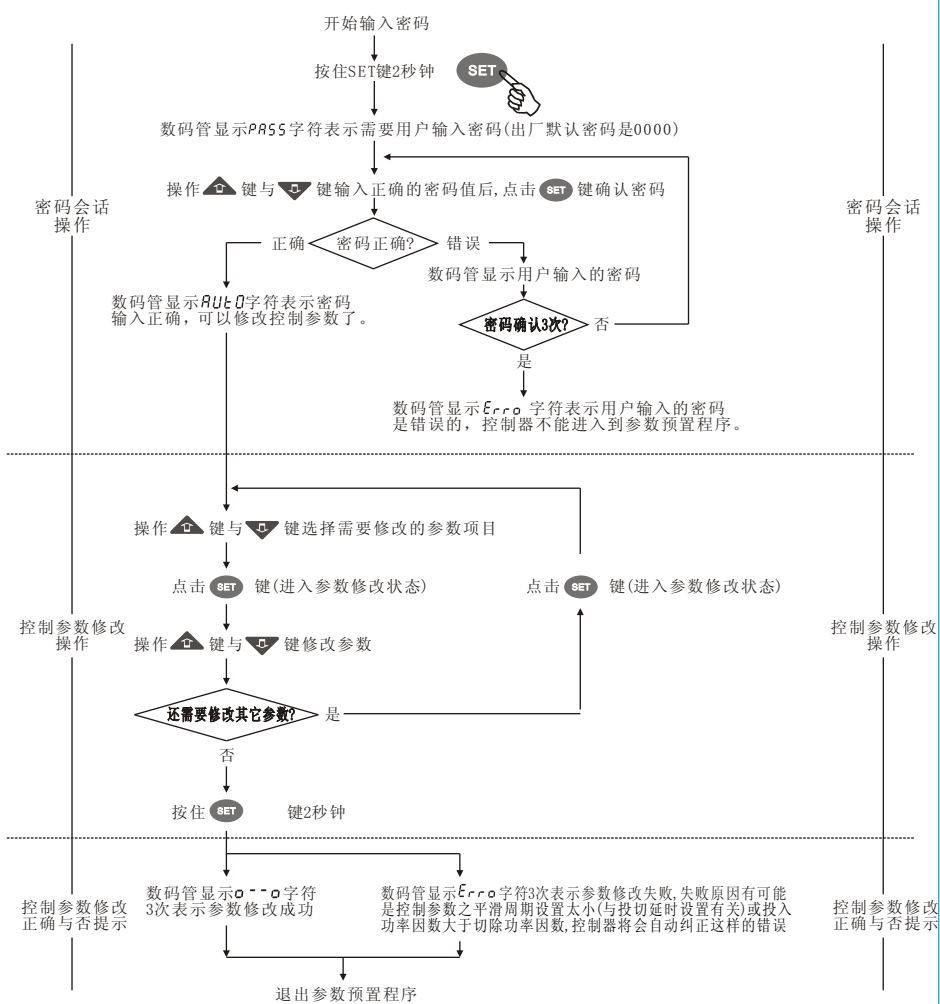 开始输入密码
按住SET键2秒钟
SET
数码管显示PASS字符表示需要用户输入密码(出厂默认密码是0000)
操作 键与 键输入正确的密码值后,点击 SET 键确认密码
密码会话
操作
密码会话
操作
正确
密码正确?
错误
数码管显示用户输入的密码
数码管显示AUtO字符表示密码
输入正确，可以修改控制参数了。
密码确认3次?
否
是
数码管显示Erro 字符表示用户输入的密码
是错误的，控制器不能进入到参数预置程序。
操作 键与 键选择需要修改的参数项目
点击 SET 键(进入参数修改状态)
点击 SET 键(进入参数修改状态)
控制参数修改
操作
控制参数修改
操作
操作 键与 键修改参数
还需要修改其它参数?
是
否
按住 SET 键2秒钟
数码管显示o--o字符
3次表示参数修改成功
数码管显示Erro字符3次表示参数修改失败,失败原因有可能
是控制参数之平滑周期设置太小(与投切延时设置有关)或投入
功率因数大于切除功率因数,控制器将会自动纠正这样的错误
控制参数修改
正确与否提示
控制参数修改
正确与否提示
退出参数预置程序